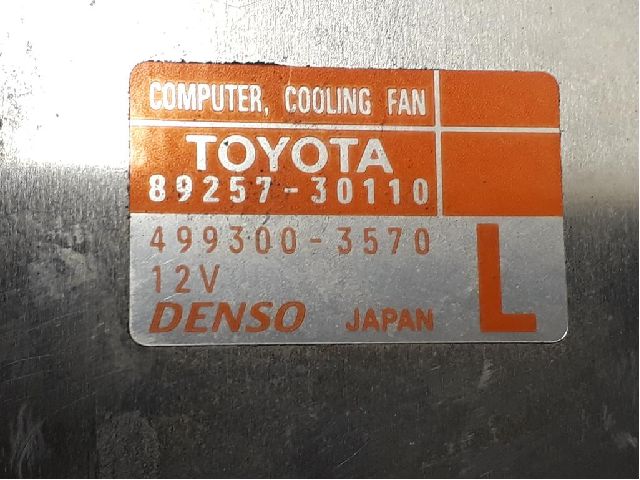 COMPUTER, COOLING FAN
TOYOTA
89257-30110
499300-3570
12V
DENSO JAPAN
L